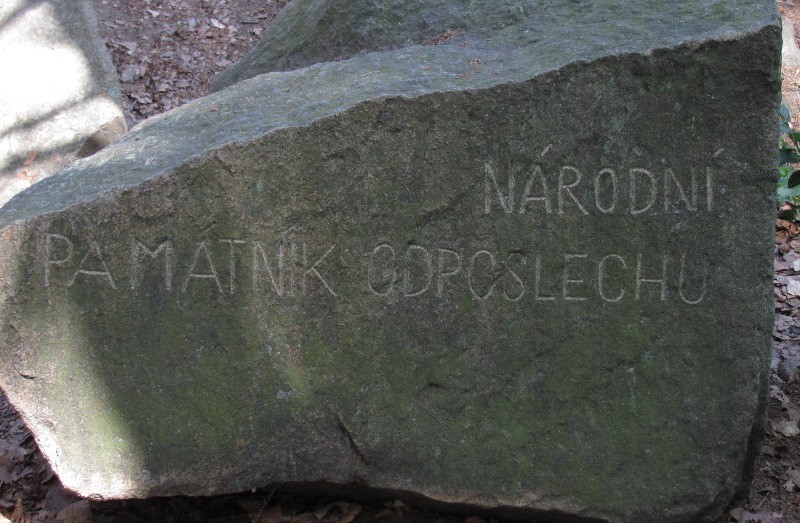 NÁRODNÍ
PAMÁTNÍK ODPOSLECHU